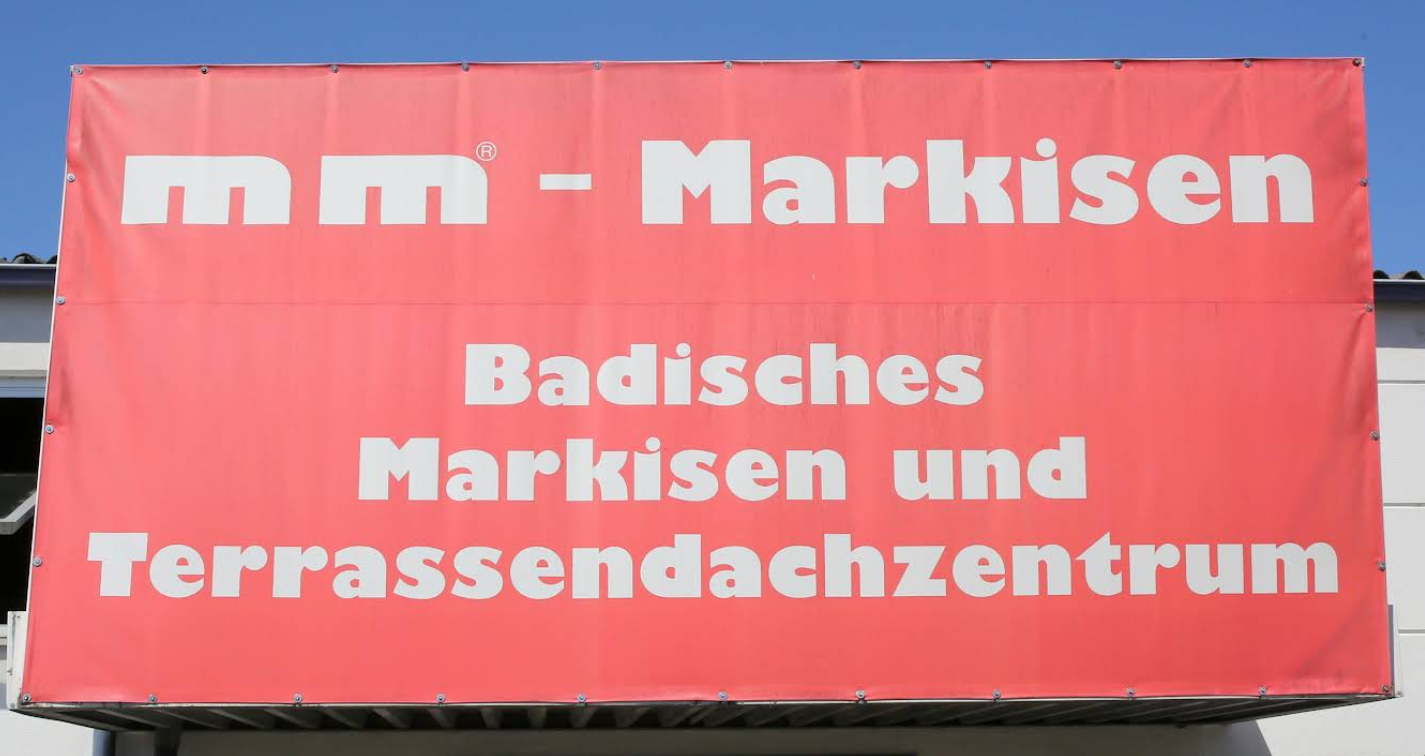 mm® - Markisen
Badisches
Markisen und
Terrassendachzentrum